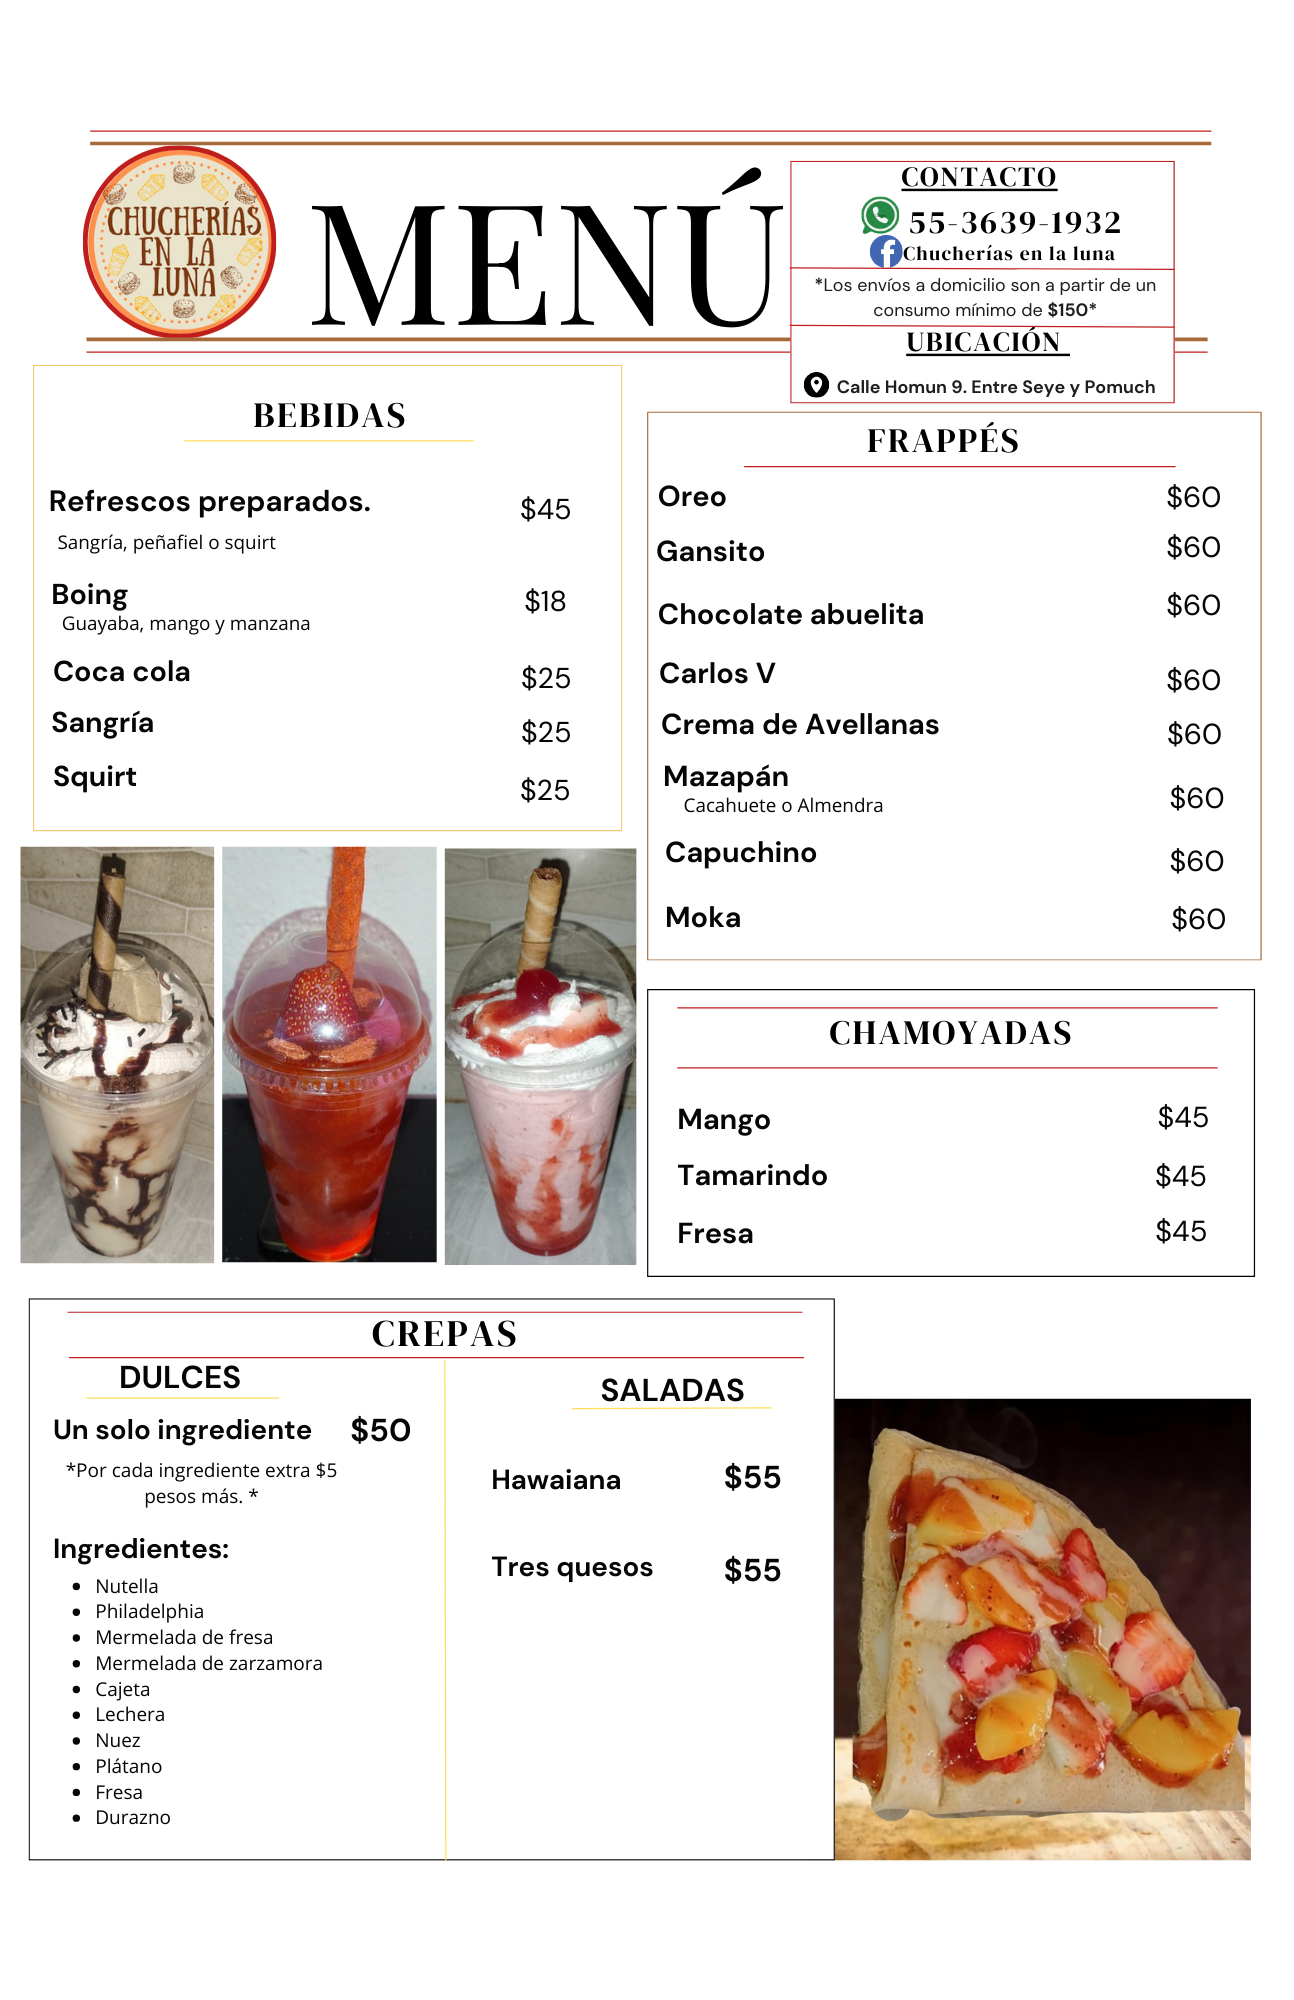 CHUCHERÍAS
EN LA
LUNA
MENÚ
CONTACTO
55-3639-1932
Chucherías en la luna
*Los envíos a domicilio son a partir de un
consumo mínimo de $150*
UBICACIÓN
Calle Homun 9. Entre Seye y Pomuch
BEBIDAS
Refrescos preparados. $45
Sangría, peñafiel o squirt
Boing $18
Guayaba, mango y manzana
Coca cola $25
Sangría $25
Squirt $25
FRAPPÉS
Oreo $60
Gansito $60
Chocolate abuelita $60
Carlos V $60
Crema de Avellanas $60
Mazapán $60
Cacahuete o Almendra
Capuchino $60
Moka $60
CHAMOYADAS
Mango $45
Tamarindo $45
Fresa $45
CREPAS
DULCES
Un solo ingrediente $50
*Por cada ingrediente extra $5
pesos más. *
Ingredientes:
• Nutella
• Philadelphia
• Mermelada de fresa
• Mermelada de zarzamora
• Cajeta
• Lechera
• Nuez
• Plátano
• Fresa
• Durazno
SALADAS
Hawaiana $55
Tres quesos $55